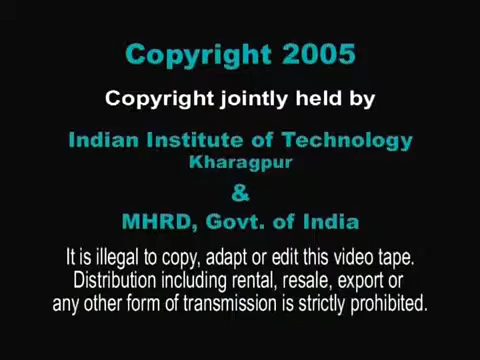 Copyright 2005
Copyright jointly held by
Indian Institute of Technology
Kharagpur
&
MHRD, Govt. of India
It is illegal to copy, adapt or edit this video tape.
Distribution including rental, resale, export or
any other form of transmission is strictly prohibited.